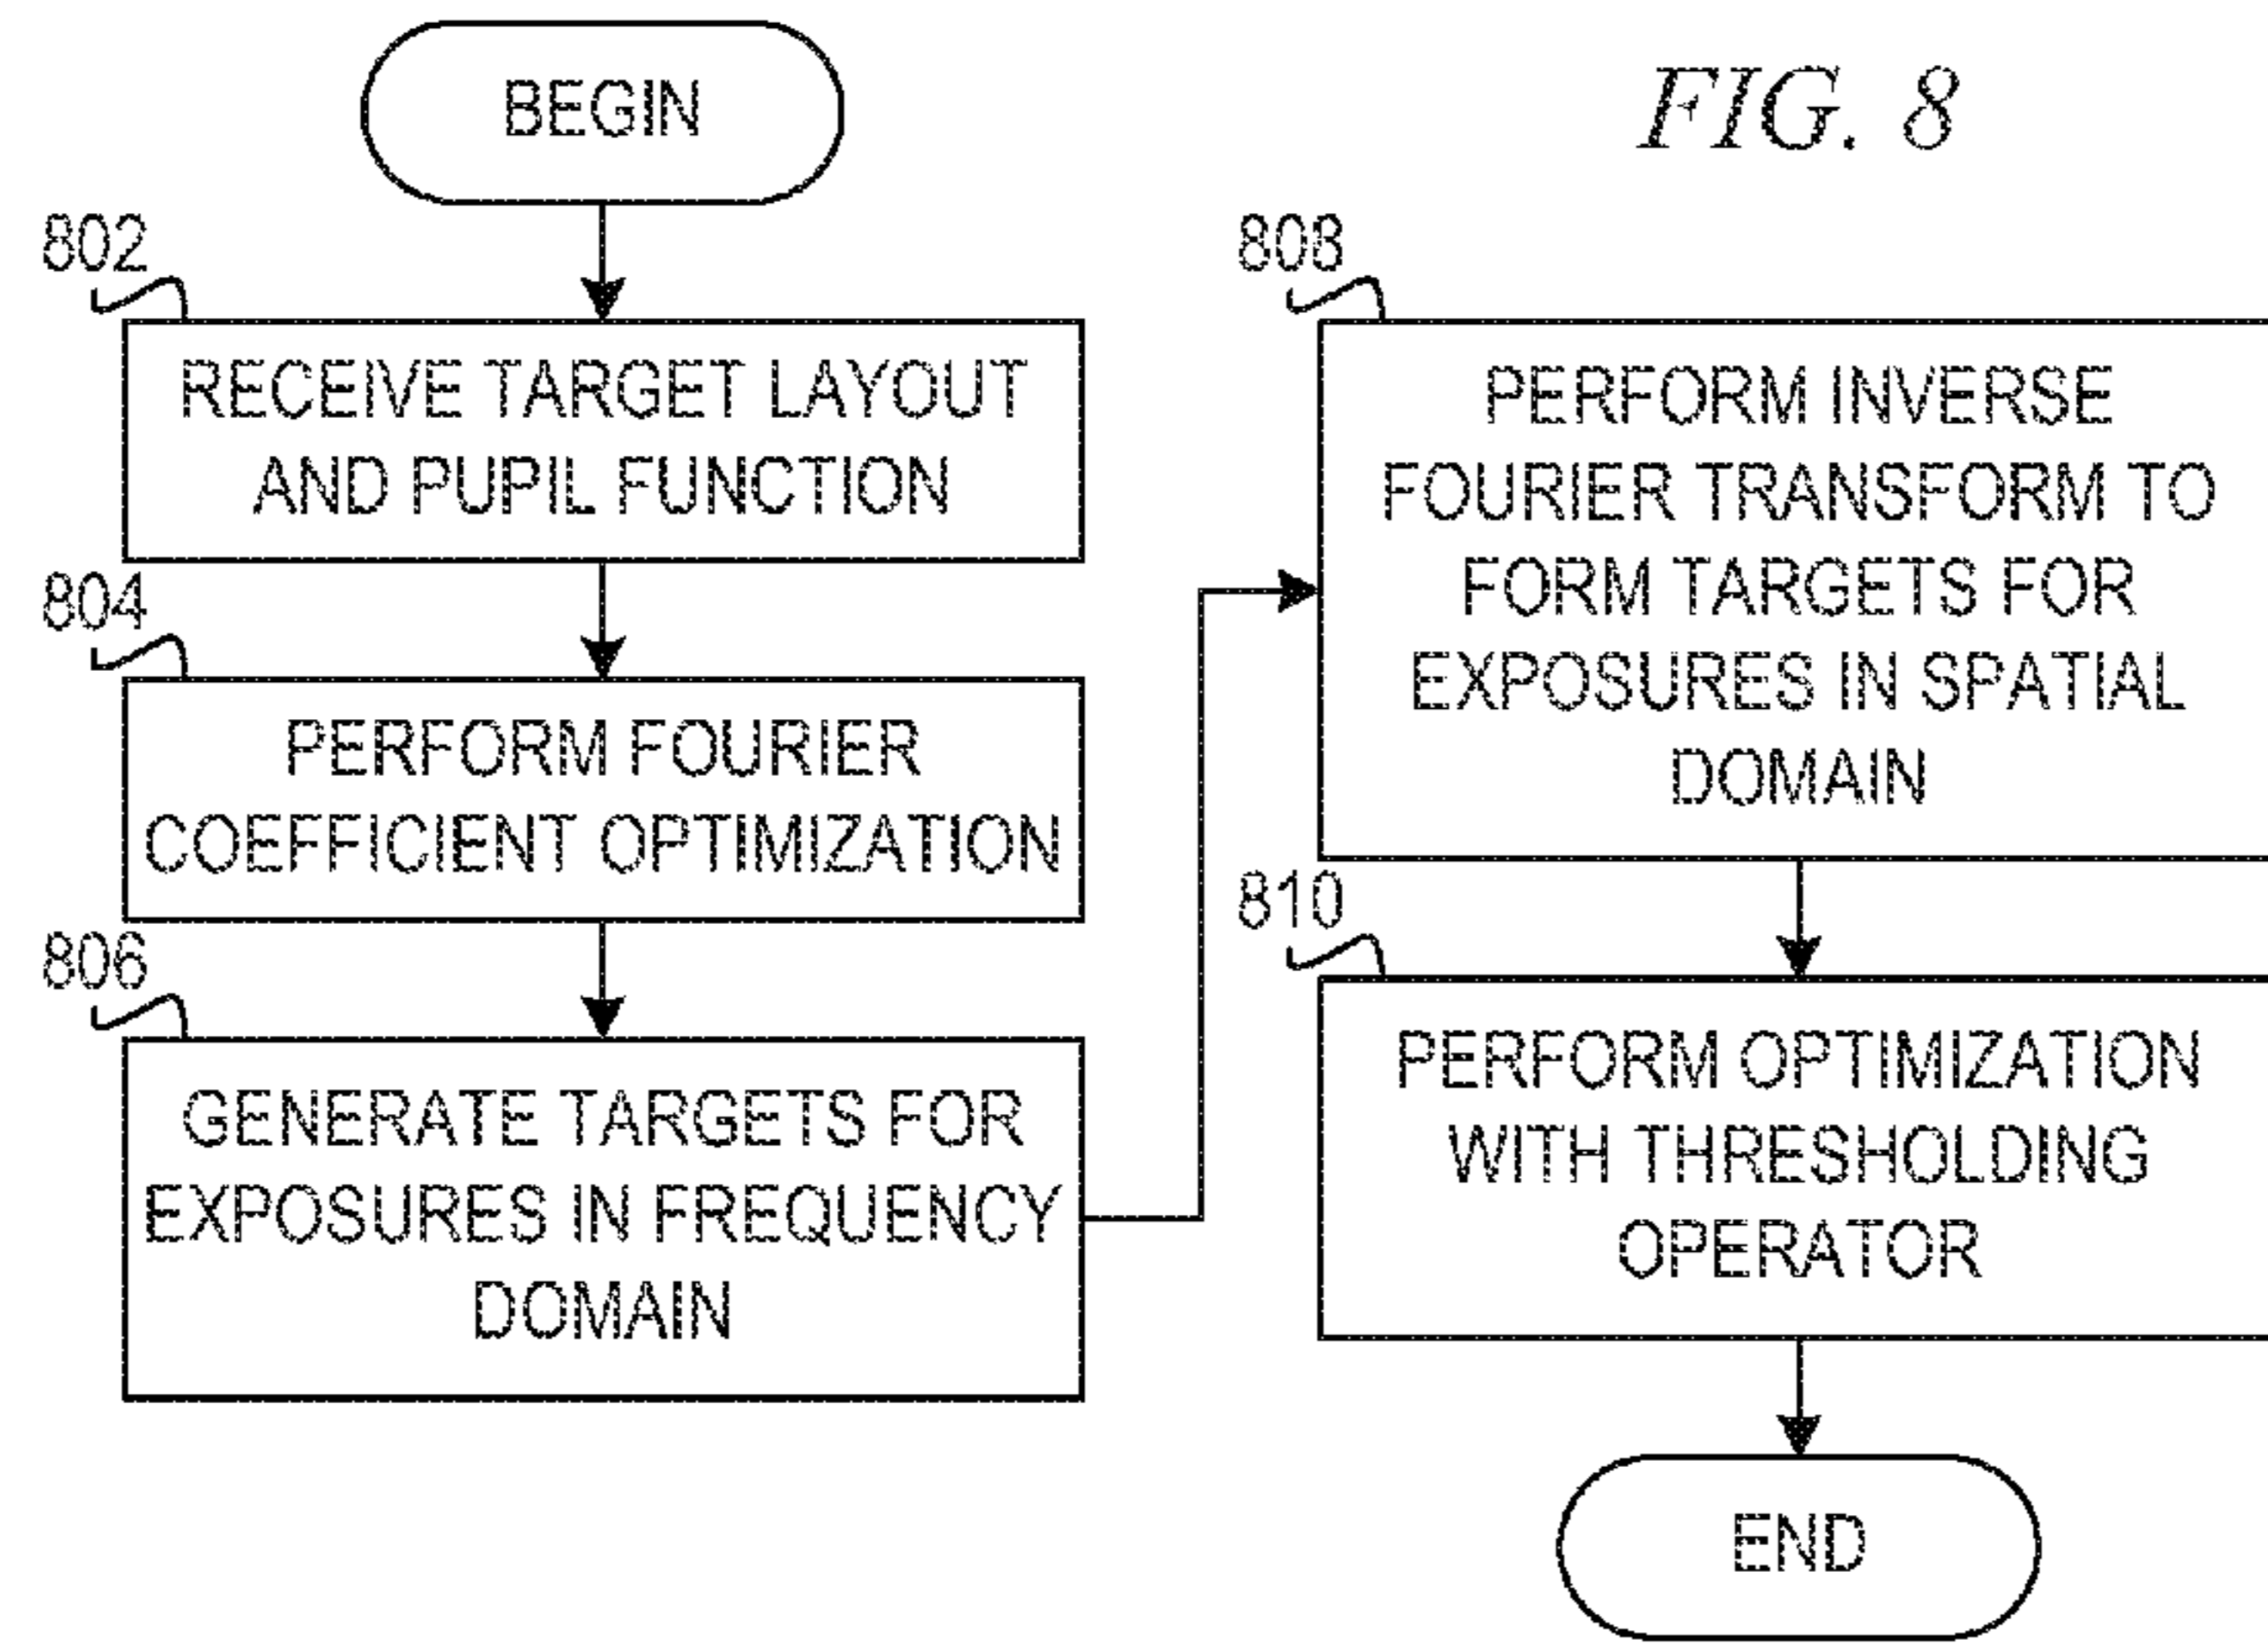 FIG. 8
BEGIN
802
RECEIVE TARGET LAYOUT
AND PUPIL FUNCTION
804
PERFORM FOURIER
COEFFICIENT OPTIMIZATION
806
GENERATE TARGETS FOR
EXPOSURES IN FREQUENCY
DOMAIN
808
PERFORM INVERSE
FOURIER TRANSFORM TO
FORM TARGETS FOR
EXPOSURES IN SPATIAL
DOMAIN
810
PERFORM OPTIMIZATION
WITH THRESHOLDING
OPERATOR
END